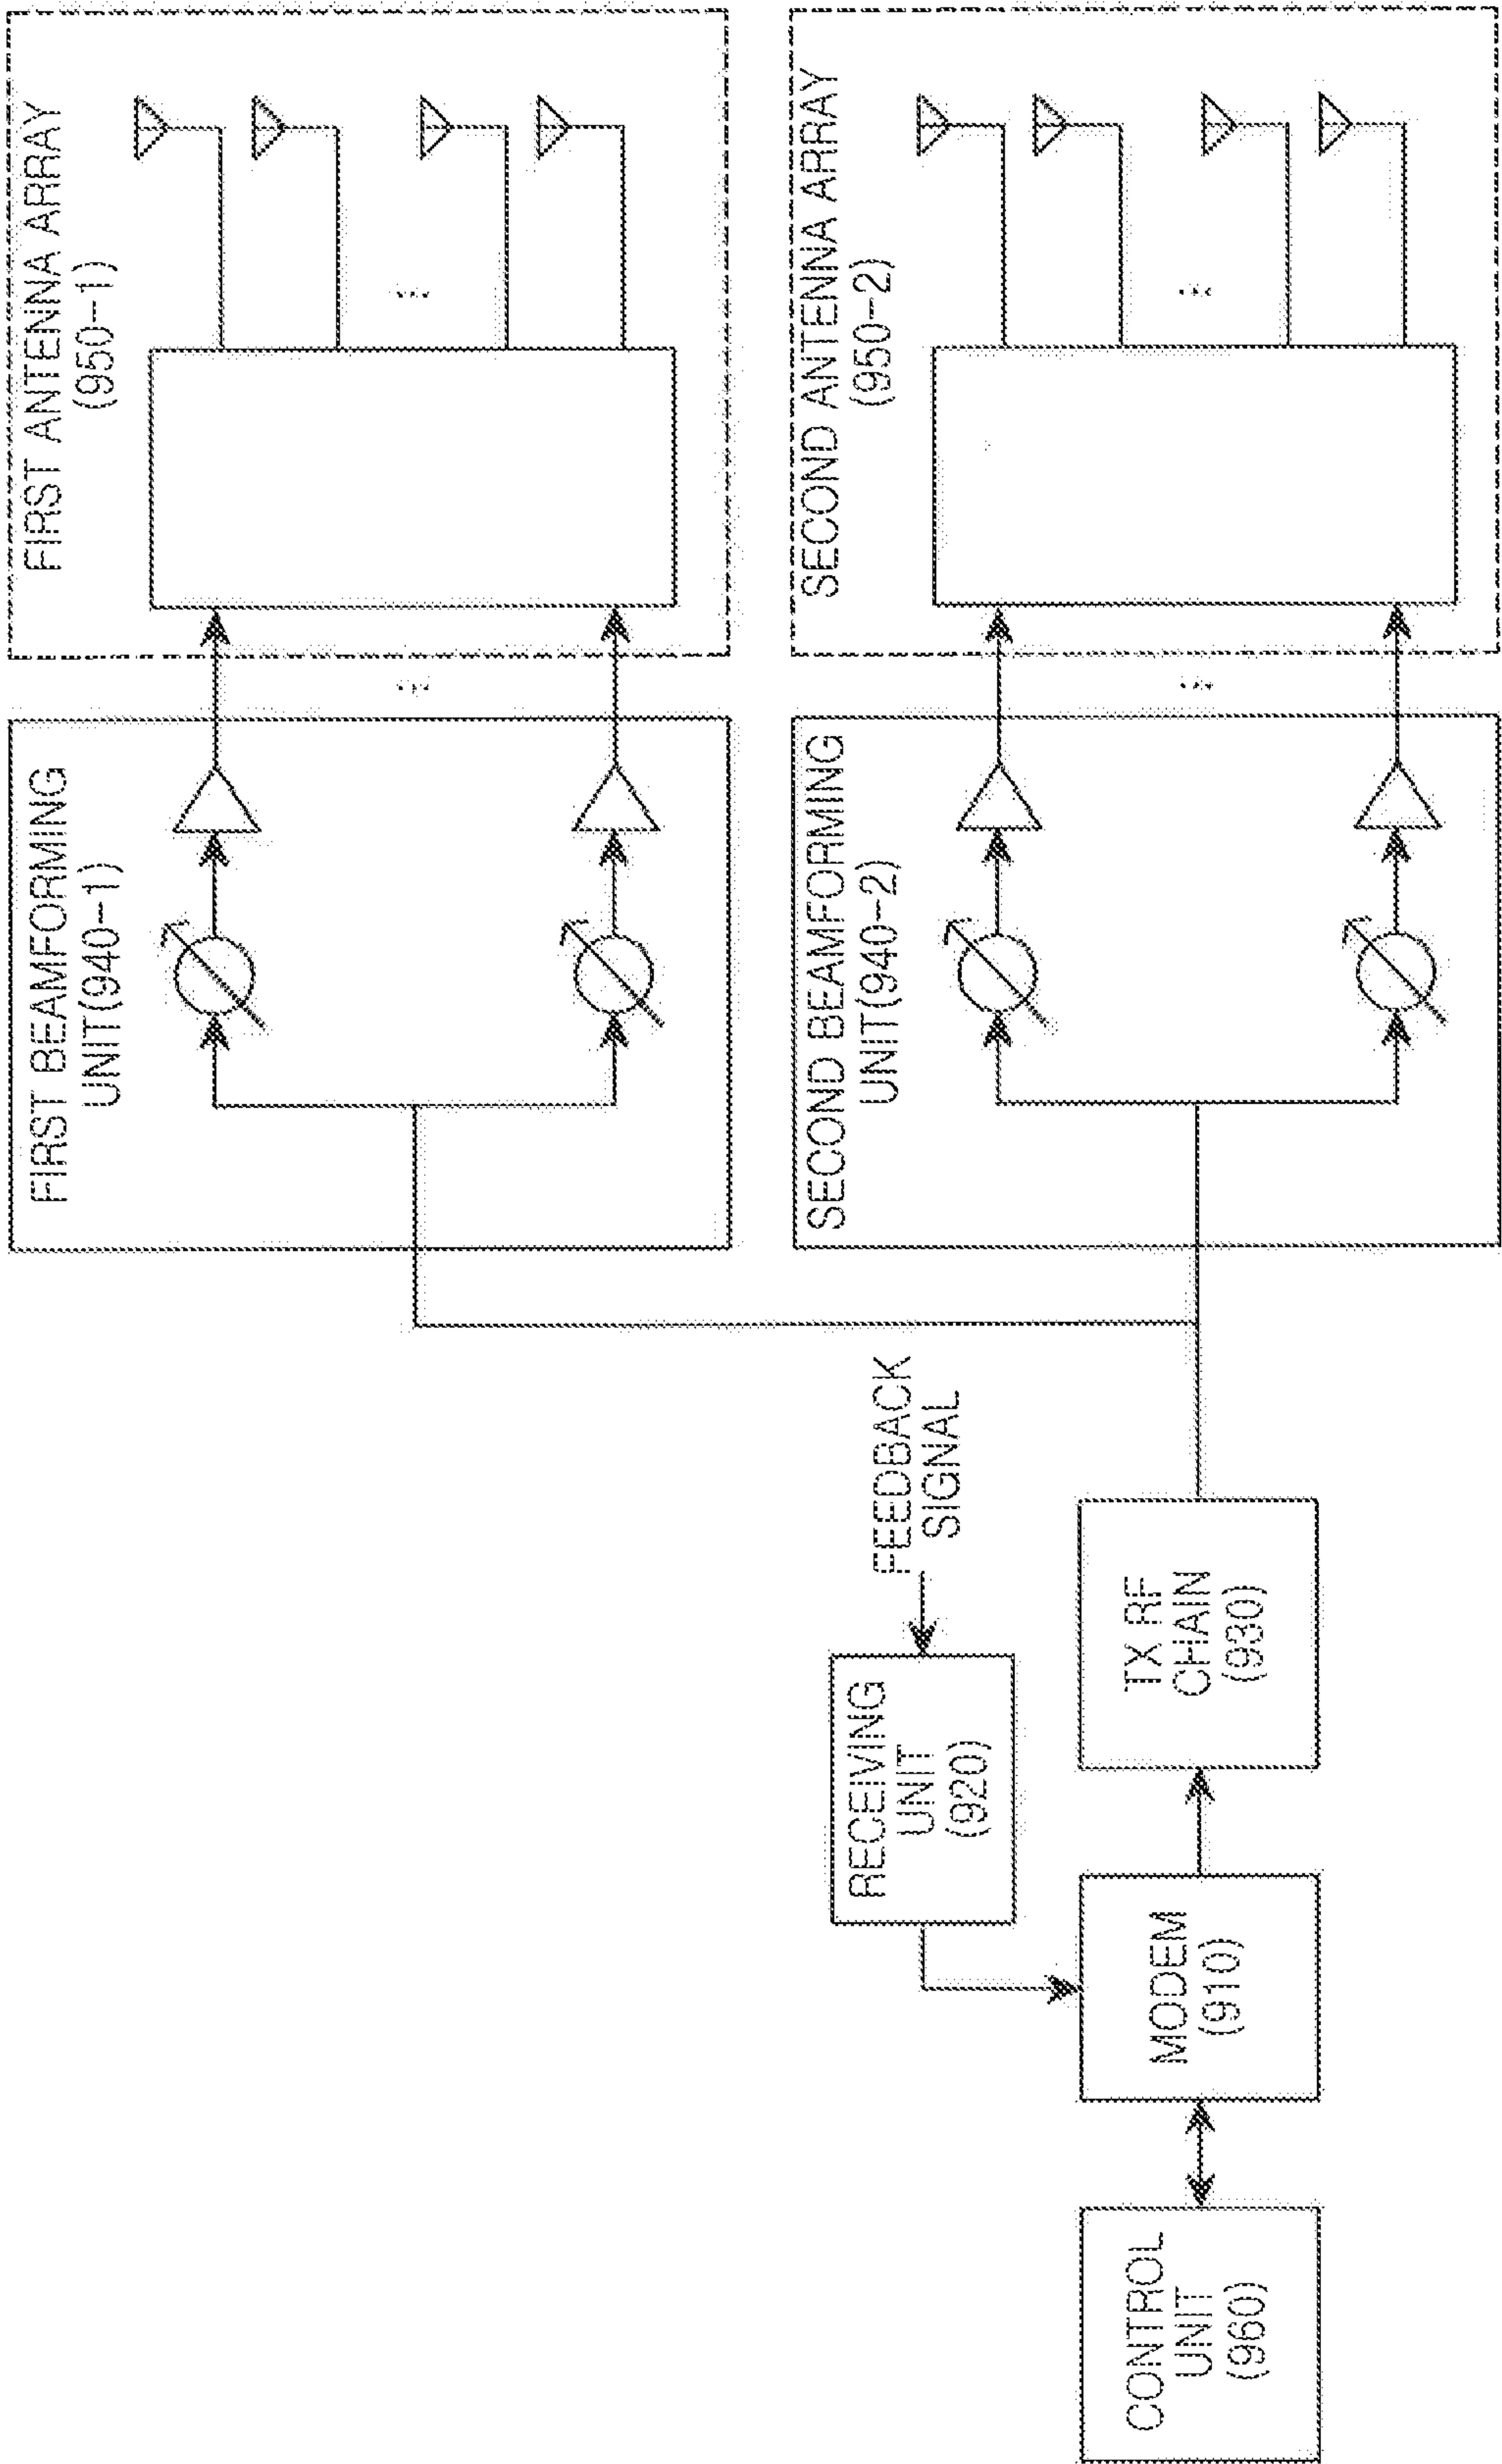 FIRST ANTENNA ARRAY
(950-1)
SECOND ANTENNA ARRAY
(950-2)
FIRST BEAMFORMING
UNIT(940-1)
SECOND BEAMFORMING
UNIT(940-2)
FEEDBACK
SIGNAL
RECEIVING
UNIT
(920)
TX RF
CHAIN
(930)
MODEM
(910)
CONTROL
UNIT
(960)